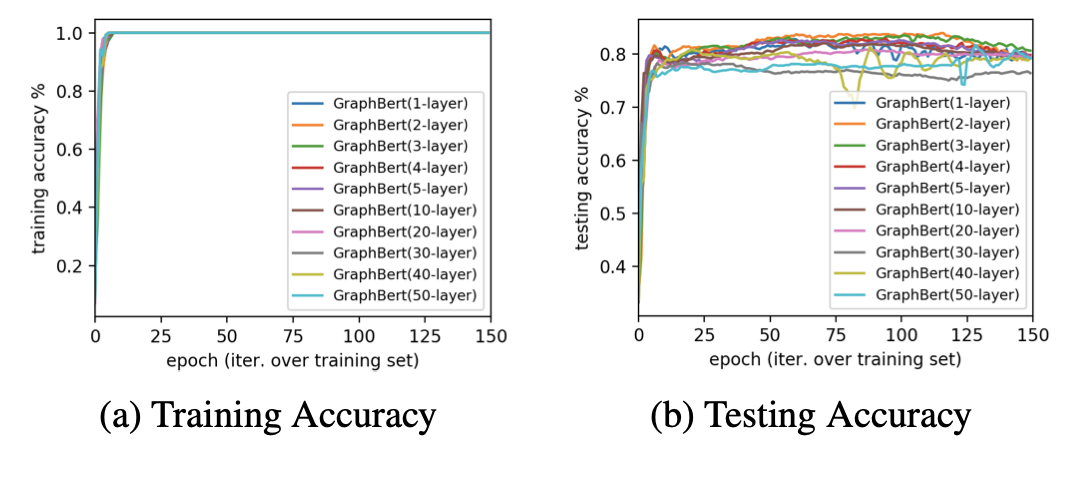 1.0
0.8
0.6
0.4
0.2
training accuracy %
GraphBert(1-layer)
GraphBert(2-layer)
GraphBert(3-layer)
GraphBert(4-layer)
GraphBert(5-layer)
GraphBert(10-layer)
GraphBert(20-layer)
GraphBert(30-layer)
GraphBert(40-layer)
GraphBert(50-layer)
0 25 50 75 100 125 150
epoch (iter. over training set)
(a) Training Accuracy
0.8
0.7
0.6
0.5
0.4
testing accuracy %
GraphBert(1-layer)
GraphBert(2-layer)
GraphBert(3-layer)
GraphBert(4-layer)
GraphBert(5-layer)
GraphBert(10-layer)
GraphBert(20-layer)
GraphBert(30-layer)
GraphBert(40-layer)
GraphBert(50-layer)
0 25 50 75 100 125 150
epoch (iter. over training set)
(b) Testing Accuracy